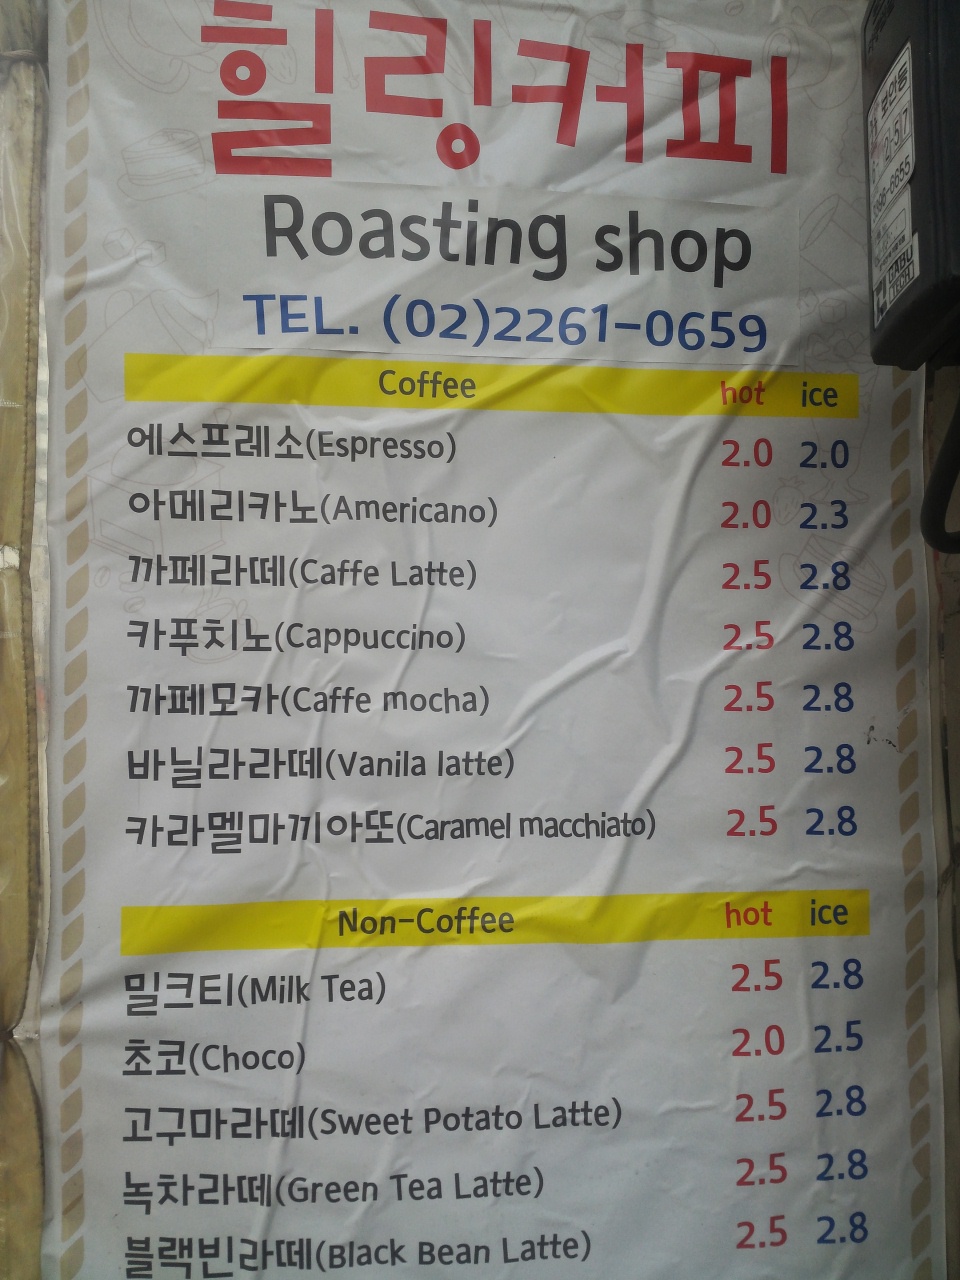 힐링커피
Roasting shop
TEL. (02)2261-0659
Coffee hot ice
에스프레소(Espresso) 2.0 2.0
아메리카노(Americano) 2.0 2.3
까페라떼(Caffe Latte) 2.5 2.8
카푸치노(Cappuccino) 2.5 2.8
까페모카(Caffe mocha) 2.5 2.8
바닐라라떼(Vanila latte) 2.5 2.8
카라멜마끼아또(Caramel macchiato) 2.5 2.8
Non-Coffee hot ice
밀크티(Milk Tea) 2.5 2.8
초코(Choco) 2.0 2.5
고구마라떼(Sweet Potato Latte) 2.5 2.8
녹차라떼(Green Tea Latte) 2.5 2.8
블랙빈라떼(Black Bean Latte) 2.5 2.8
TECH